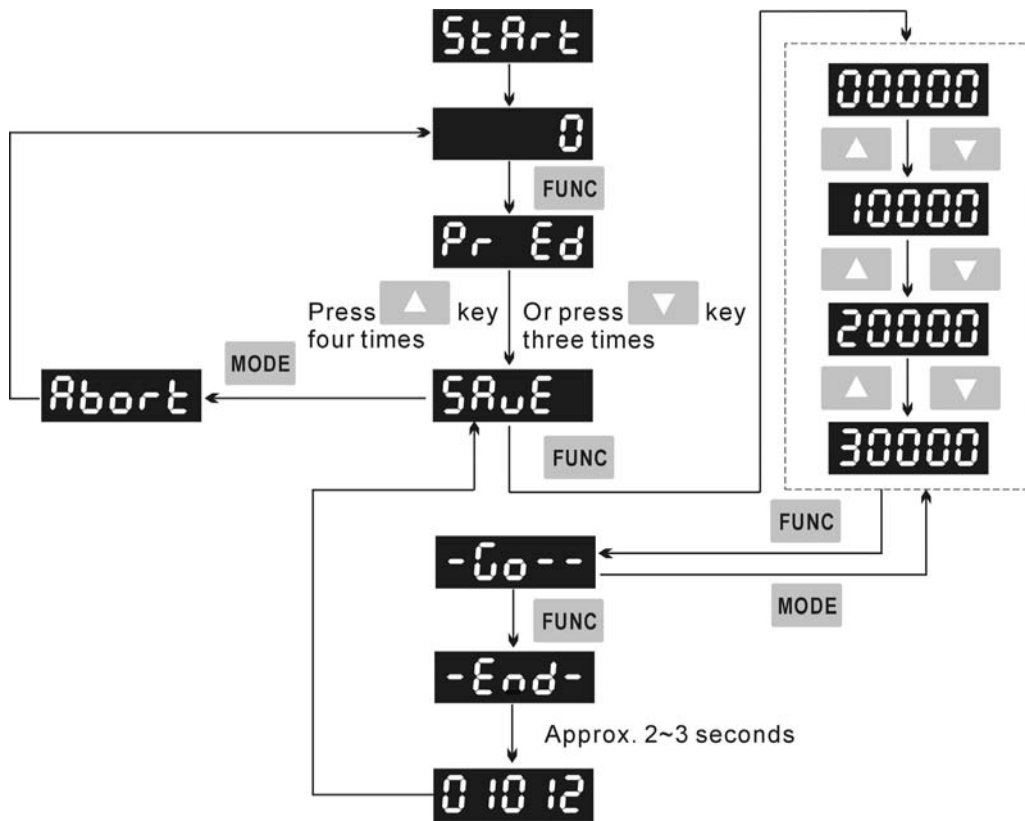 StArt
0
FUNC
Pr Ed
Press ▲ key
four times
Or press ▼ key
three times
MODE
Abort
SAvE
FUNC
00000
▲ ▼
10000
▲ ▼
20000
▲ ▼
30000
FUNC
-Go--
MODE
FUNC
-End-
Approx. 2~3 seconds
01012